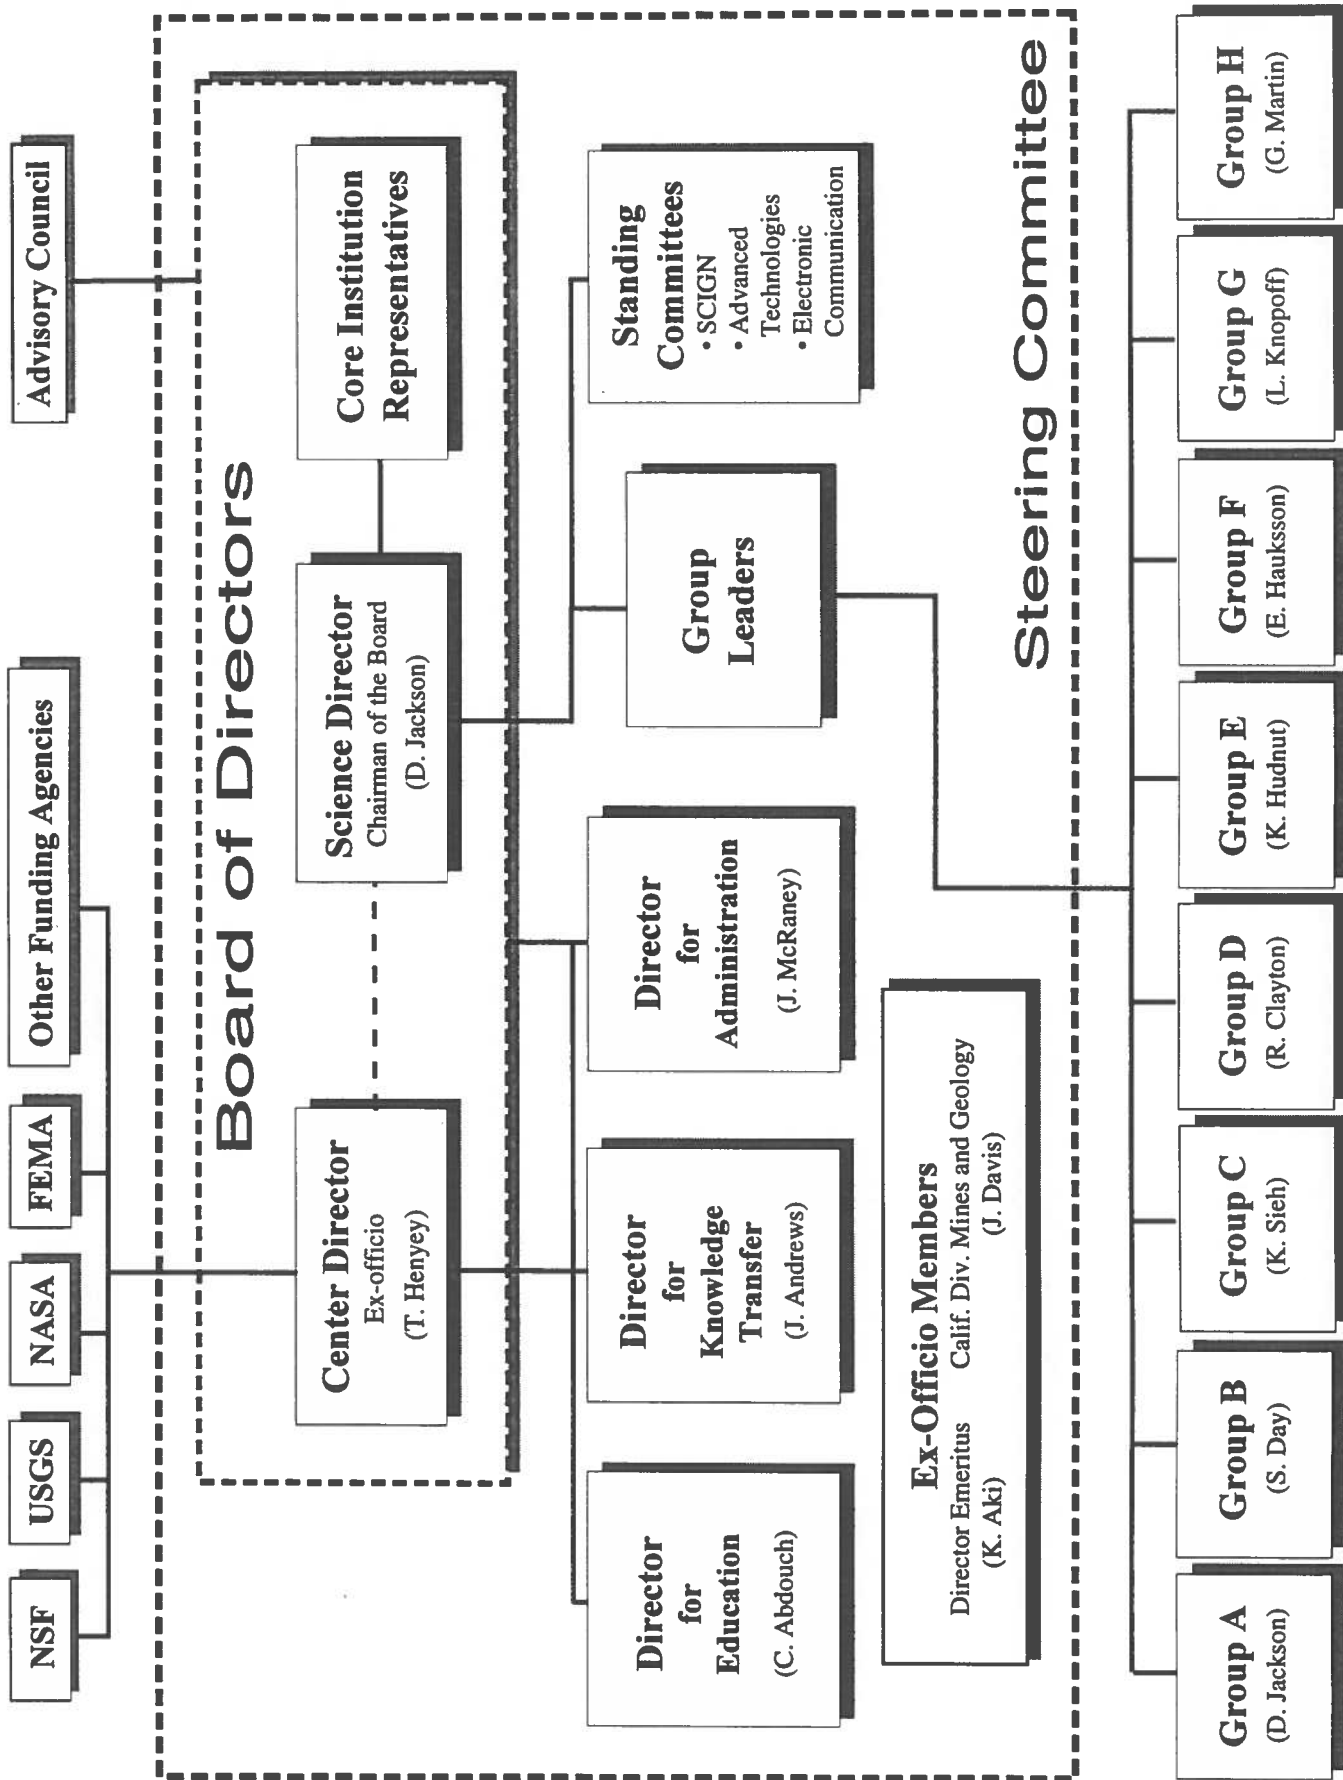 NSF
USGS
NASA
FEMA
Other Funding Agencies
Advisory Council
Board of Directors
Center Director
Ex-officio
(T. Henyey)
Science Director
Chairman of the Board
(D. Jackson)
Core Institution
Representatives
Director
for
Education
(C. Abdouch)
Director
for
Knowledge
Transfer
(J. Andrews)
Director
for
Administration
(J. McRaney)
Group
Leaders
Standing
Committees
• SCIGN
• Advanced
Technologies
• Electronic
Communication
Ex-Officio Members
Director Emeritus Calif. Div. Mines and Geology
(K. Aki) (J. Davis)
Steering Committee
Group A
(D. Jackson)
Group B
(S. Day)
Group C
(K. Sieh)
Group D
(R. Clayton)
Group E
(K. Hudnut)
Group F
(E. Hauksson)
Group G
(L. Knopoff)
Group H
(G. Martin)